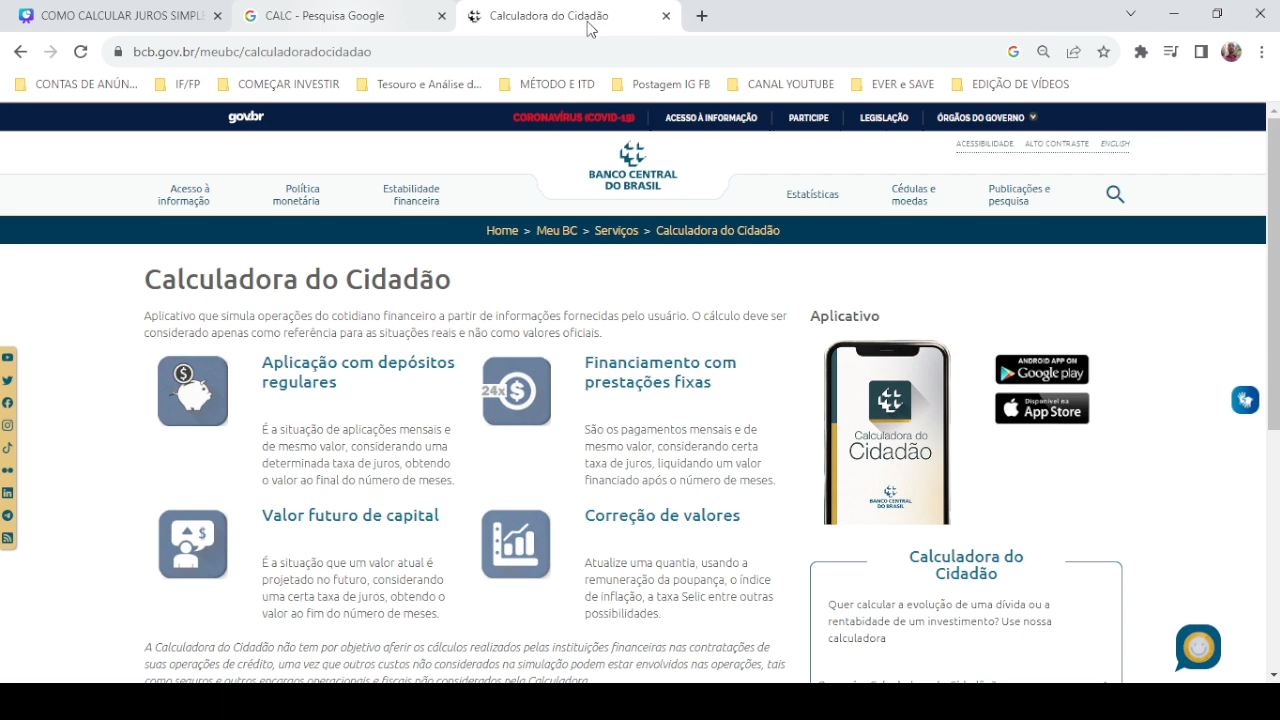 COMO CALCULAR JUROS SIMPLE
CALC - Pesquisa Google
Calculadora do Cidadão
bcb.gov.br/meubc/calculadoradocidadao
CONTAS DE ANÚN...
IF/FP
COMEÇAR INVESTIR
Tesouro e Análise d...
MÉTODO E ITD
Postagem IG FB
CANAL YOUTUBE
EVER e SAVE
EDIÇÃO DE VÍDEOS
gov.br
CORONAVÍRUS (COVID-19)
ACESSO À INFORMAÇÃO
PARTICIPE
LEGISLAÇÃO
ÓRGÃOS DO GOVERNO
ACESSIBILIDADE
ALTO CONTRASTE
ENGLISH
BANCO CENTRAL
DO BRASIL
Acesso à
informação
Política
monetária
Estabilidade
financeira
Estatísticas
Cédulas e
moedas
Publicações e
pesquisa
Home > Meu BC > Serviços > Calculadora do Cidadão
Calculadora do Cidadão
Aplicativo que simula operações do cotidiano financeiro a partir de informações fornecidas pelo usuário. O cálculo deve ser
considerado apenas como referência para as situações reais e não como valores oficiais.
Aplicação com depósitos
regulares
É a situação de aplicações mensais e
de mesmo valor, considerando uma
determinada taxa de juros, obtendo
o valor ao final do número de meses.
24x
Financiamento com
prestações fixas
São os pagamentos mensais e de
mesmo valor, considerando certa
taxa de juros, liquidando um valor
financiado após o número de meses.
Valor futuro de capital
É a situação que um valor atual é
projetado no futuro, considerando
uma certa taxa de juros, obtendo o
valor ao fim do número de meses.
Correção de valores
Atualize uma quantia, usando a
remuneração da poupança, o índice
de inflação, a taxa Selic entre outras
possibilidades.
A Calculadora do Cidadão não tem por objetivo aferir os cálculos realizados pelas instituições financeiras nas contratações de
suas operações de crédito, uma vez que outros custos não considerados na simulação podem estar envolvidos nas operações, tais
como seguros e outros encargos operacionais e fiscais não considerados pela Calculadora.
Aplicativo
Calculadora do
Cidadão
BANCO CENTRAL
DO BRASIL
ANDROID APP ON
Google play
Disponível na
App Store
Calculadora do
Cidadão
Quer calcular a evolução de uma dívida ou a
rentabidade de um investimento? Use nossa
calculadora